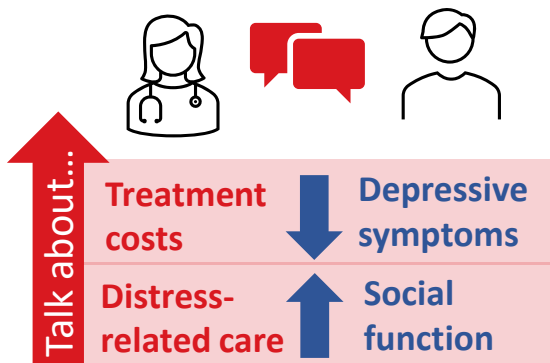 Talk about...
Treatment
costs
Depressive
symptoms
Distress-
related care
Social
function